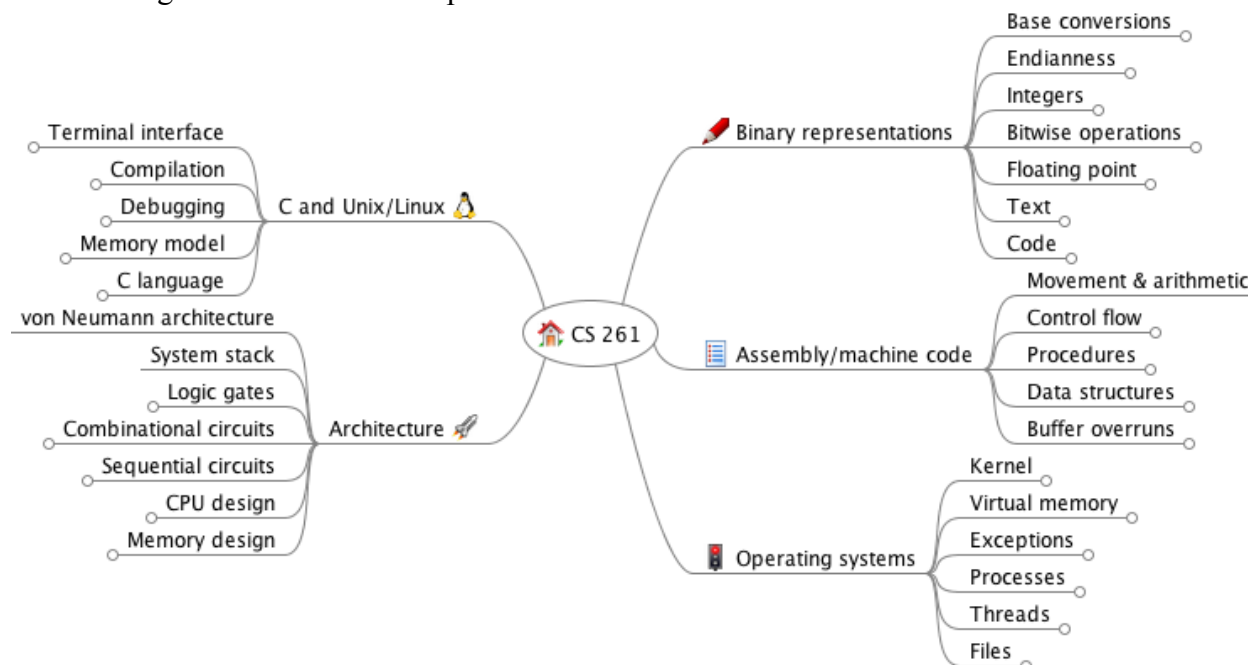 Terminal interface
Compilation
Debugging
Memory model
C language
C and Unix/Linux
von Neumann architecture
System stack
Logic gates
Combinational circuits
Sequential circuits
CPU design
Memory design
Architecture
CS 261
Binary representations
Base conversions
Endianness
Integers
Bitwise operations
Floating point
Text
Code
Assembly/machine code
Movement & arithmetic
Control flow
Procedures
Data structures
Buffer overruns
Operating systems
Kernel
Virtual memory
Exceptions
Processes
Threads
Files